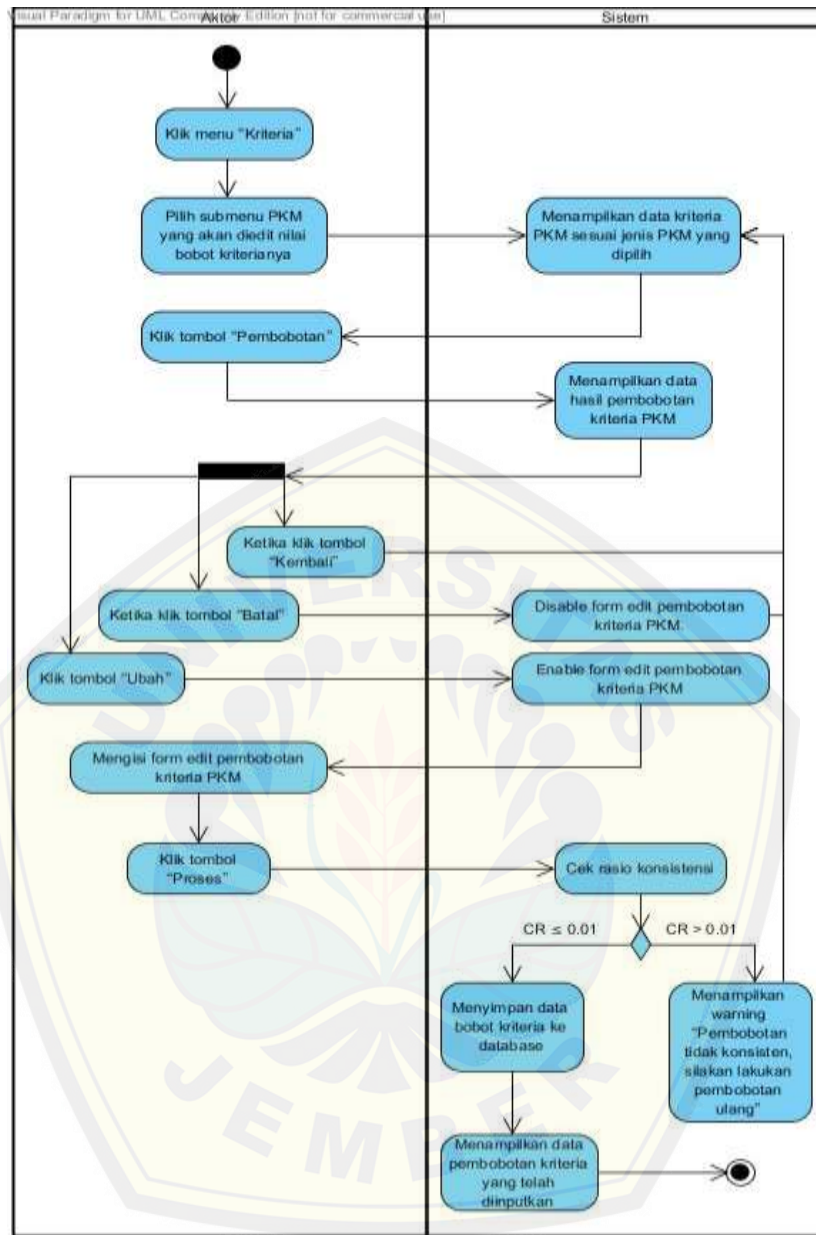 Visual Paradigm for UML Community Edition [not for commercial use]
Aktor
Sistem
Klik menu "Kriteria"
Pilih submenu PKM
yang akan diedit nilai
bobot kriterianya
Menampilkan data kriteria
PKM sesuai jenis PKM yang
dipilih
Klik tombol "Pembobotan"
Menampilkan data
hasil pembobotan
kriteria PKM
Ketika klik tombol
"Kembali"
Ketika klik tombol "Batal"
Disable form edit pembobotan
kriteria PKM
Klik tombol "Ubah"
Enable form edit pembobotan
kriteria PKM
Mengisi form edit pembobotan
kriteria PKM
Klik tombol
"Proses"
Cek rasio konsistensi
CR ≤ 0.01
CR > 0.01
Menyimpan data
bobot kriteria ke
database
Menampilkan
warning
"Pembobotan
tidak konsisten,
silakan lakukan
pembobotan
ulang"
Menampilkan data
pembobotan kriteria
yang telah
diinputkan
UNIVERSITAS
JEMBER